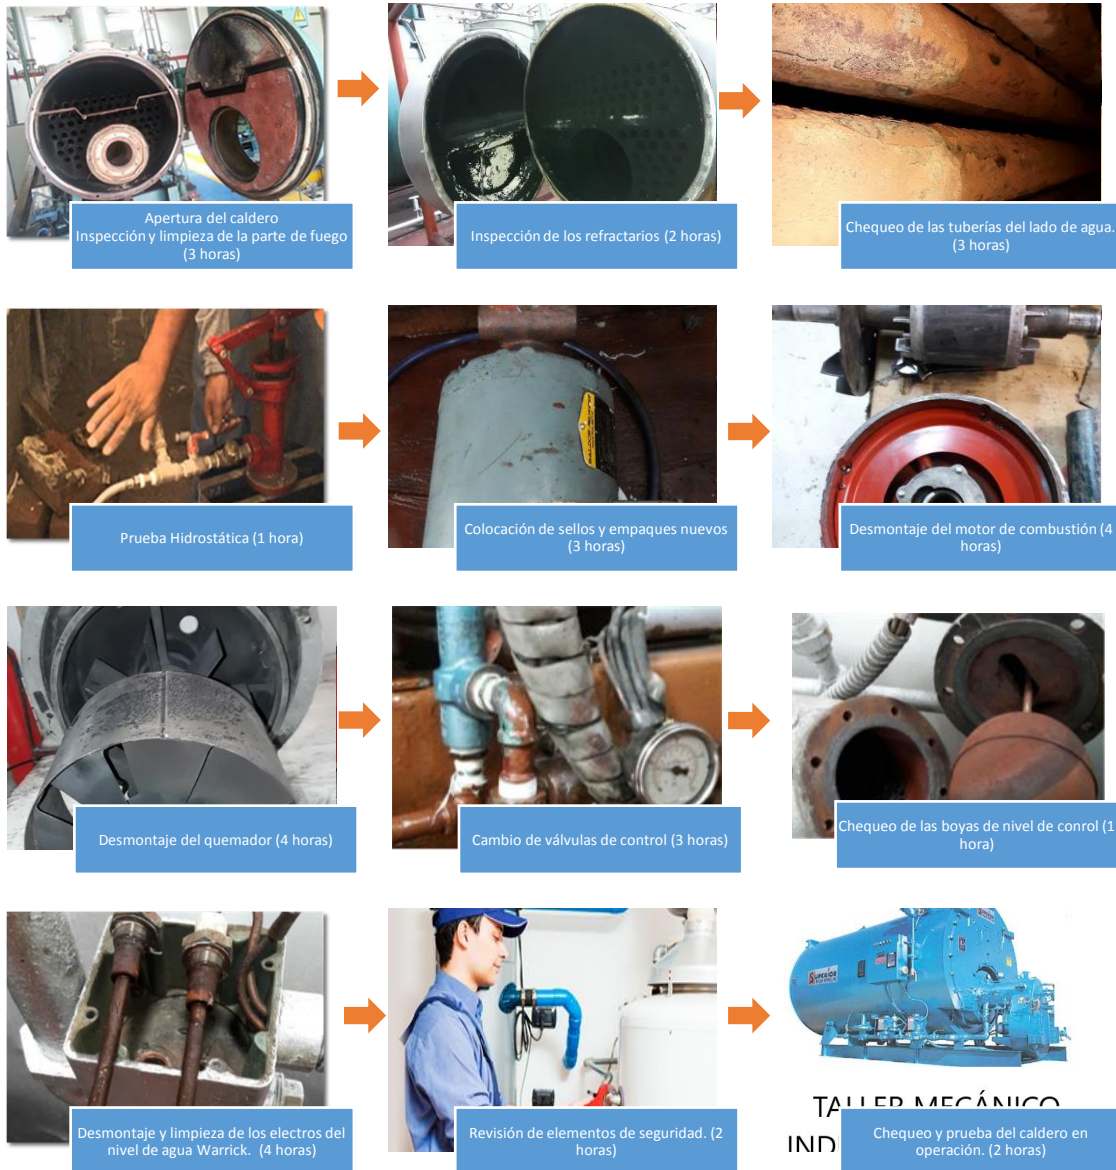 Apertura del caldero
Inspección y limpieza de la parte de fuego
(3 horas)
Inspección de los refractarios (2 horas)
Chequeo de las tuberías del lado de agua.
(3 horas)
Prueba Hidrostática (1 hora)
Colocación de sellos y empaques nuevos
(3 horas)
Desmontaje del motor de combustión (4
horas)
Desmontaje del quemador (4 horas)
Cambio de válvulas de control (3 horas)
Chequeo de las boyas de nivel de conrol (1
hora)
Desmontaje y limpieza de los electros del
nivel de agua Warrick. (4 horas)
Revisión de elementos de seguridad. (2
horas)
SUPERIOR
TALLER MECÁNICO
IND
Chequeo y prueba del caldero en
operación. (2 horas)